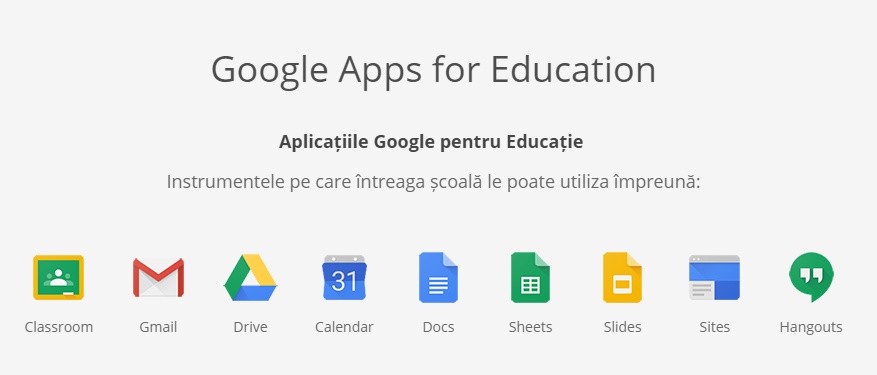 Google Apps for Education
Aplicațiile Google pentru Educație
Instrumentele pe care întreaga școală le poate utiliza împreună:
31
Classroom Gmail Drive Calendar Docs Sheets Slides Sites Hangouts